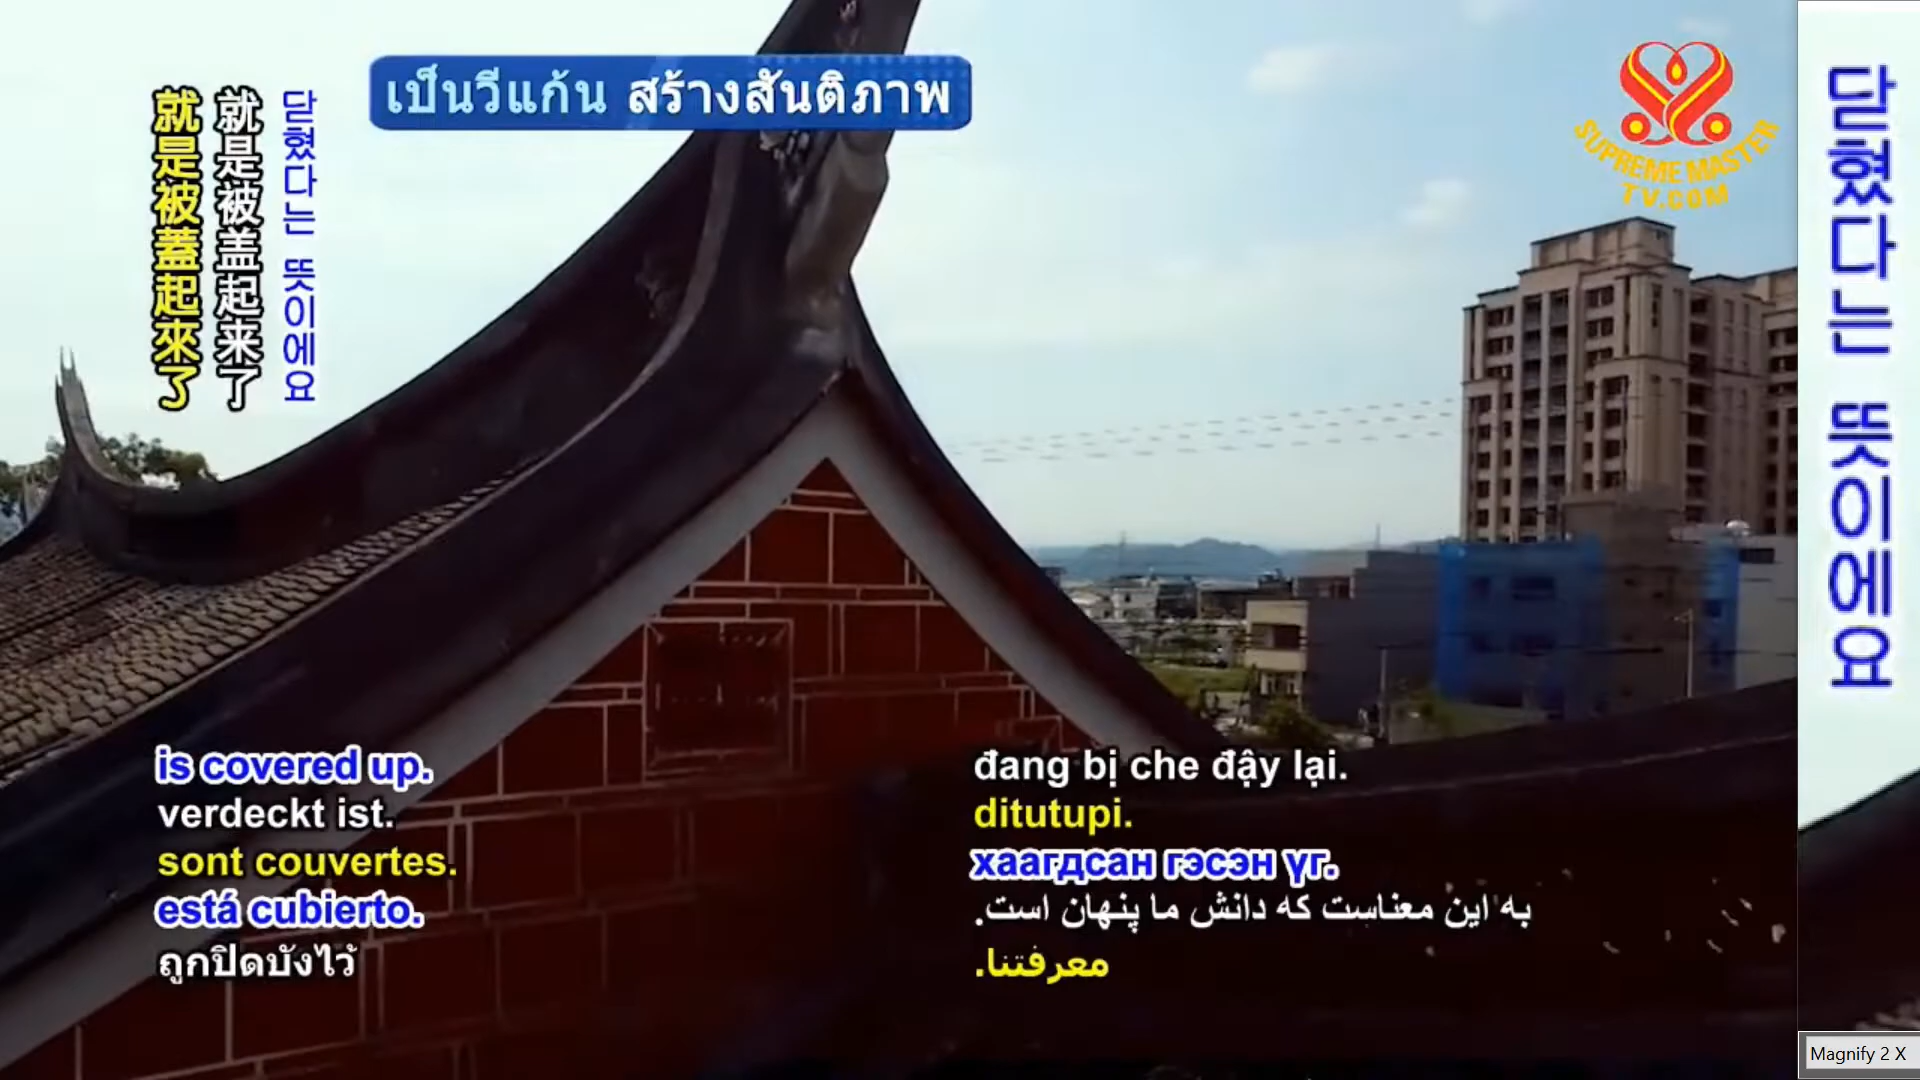 เป็นวีแก้น สร้างสันติภาพ
就是被蓋起來了
就是被盖起来了
닫혔다는 뜻이에요
SUPREME MASTER
TV.COM
is covered up.
verdeckt ist.
sont couvertes.
está cubierto.
ถูกปิดบังไว้
đang bị che đậy lại.
ditutupi.
хаагдсан гэсэн үг.
به این معناست که دانش ما پنهان است.
معرفتنا.
닫혔다는 뜻이에요
Magnify 2 X